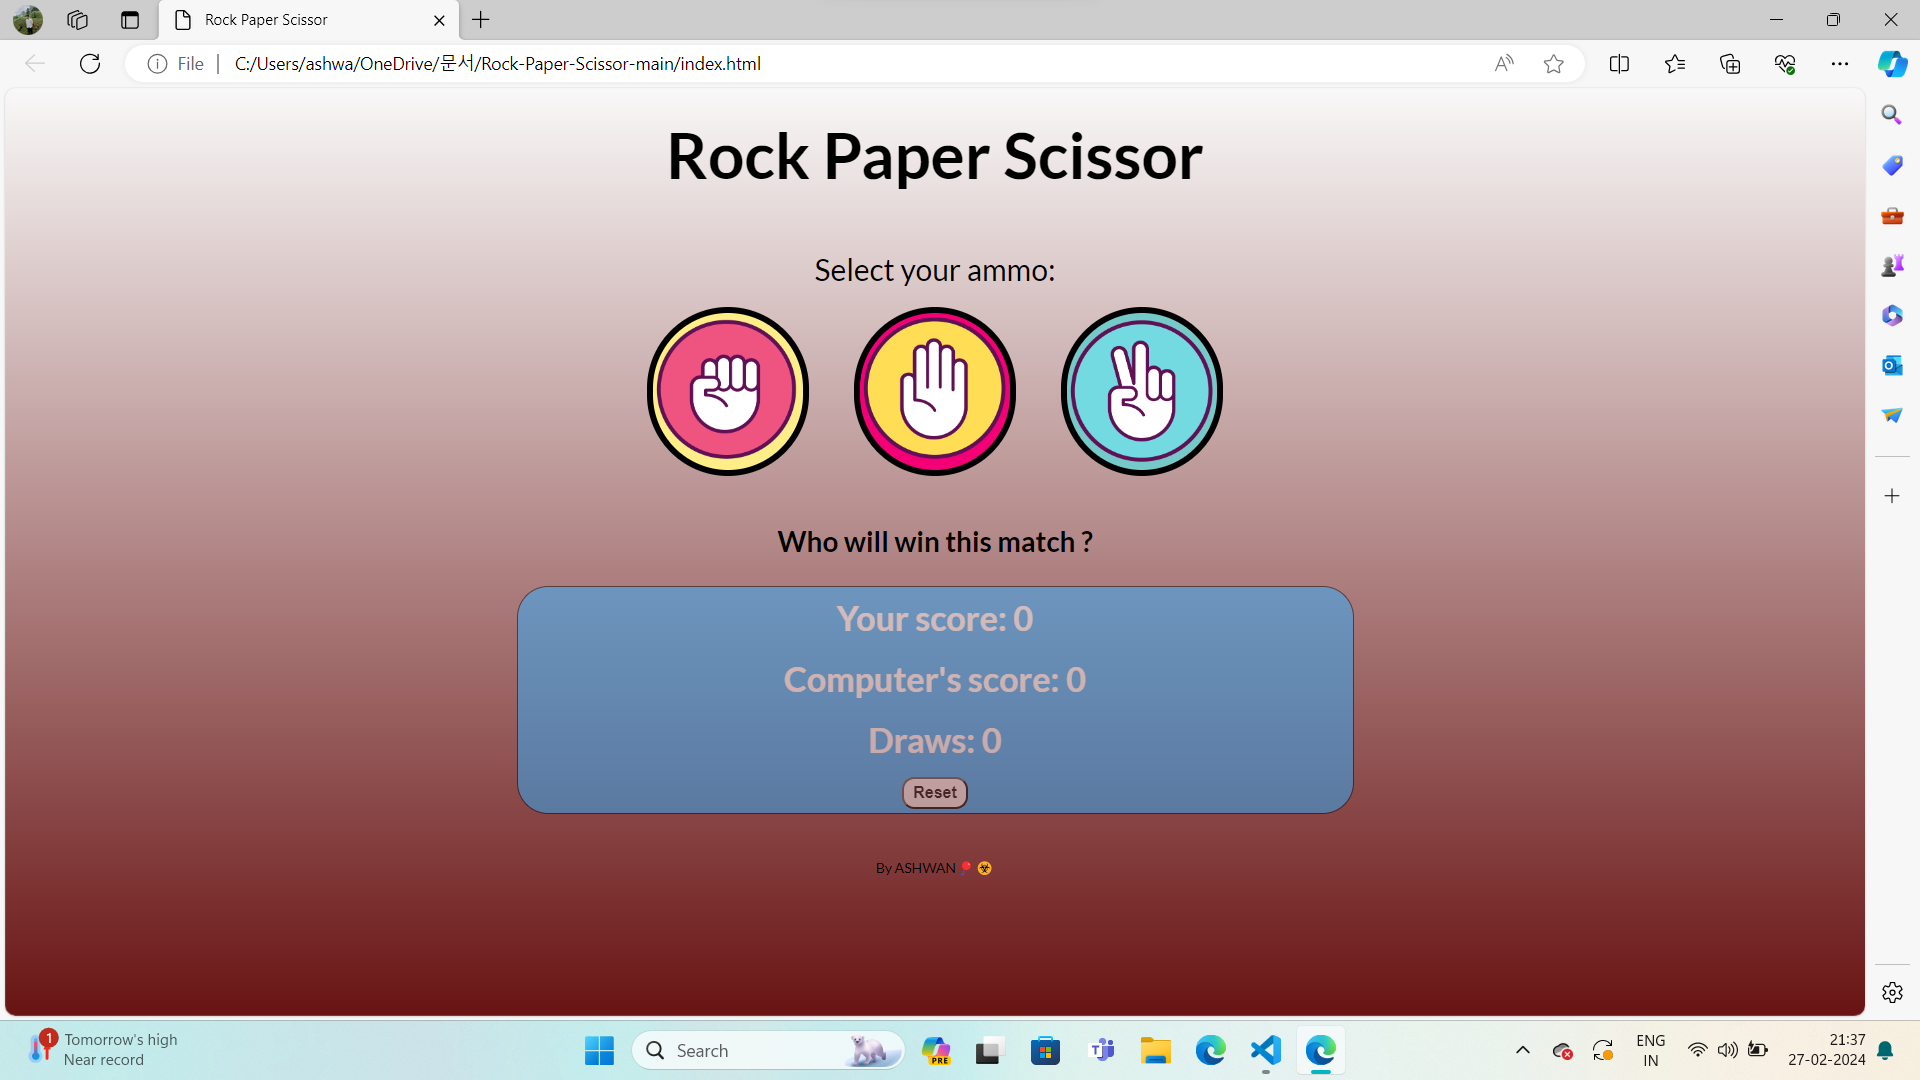 Rock Paper Scissor
File
C:/Users/ashwa/OneDrive/문서/Rock-Paper-Scissor-main/index.html
Rock Paper Scissor
Select your ammo:
Who will win this match ?
Your score: 0
Computer's score: 0
Draws: 0
Reset
By ASHWAN🎈☣
1
Tomorrow's high
Near record
Search
PRE
ENG
IN
21:37
27-02-2024